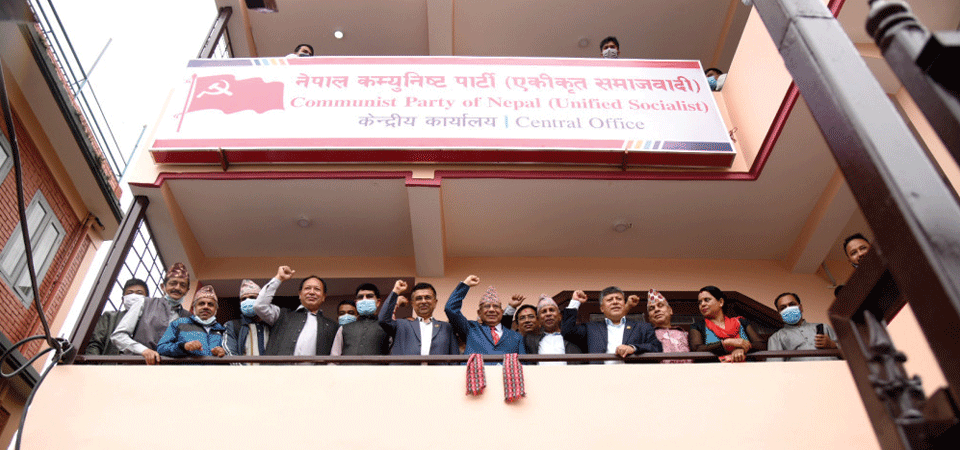 नेपाल कम्युनिष्ट पार्टी (एकीकृत समाजवादी)
Communist Party of Nepal (Unified Socialist)
केन्द्रीय कार्यालय | Central Office